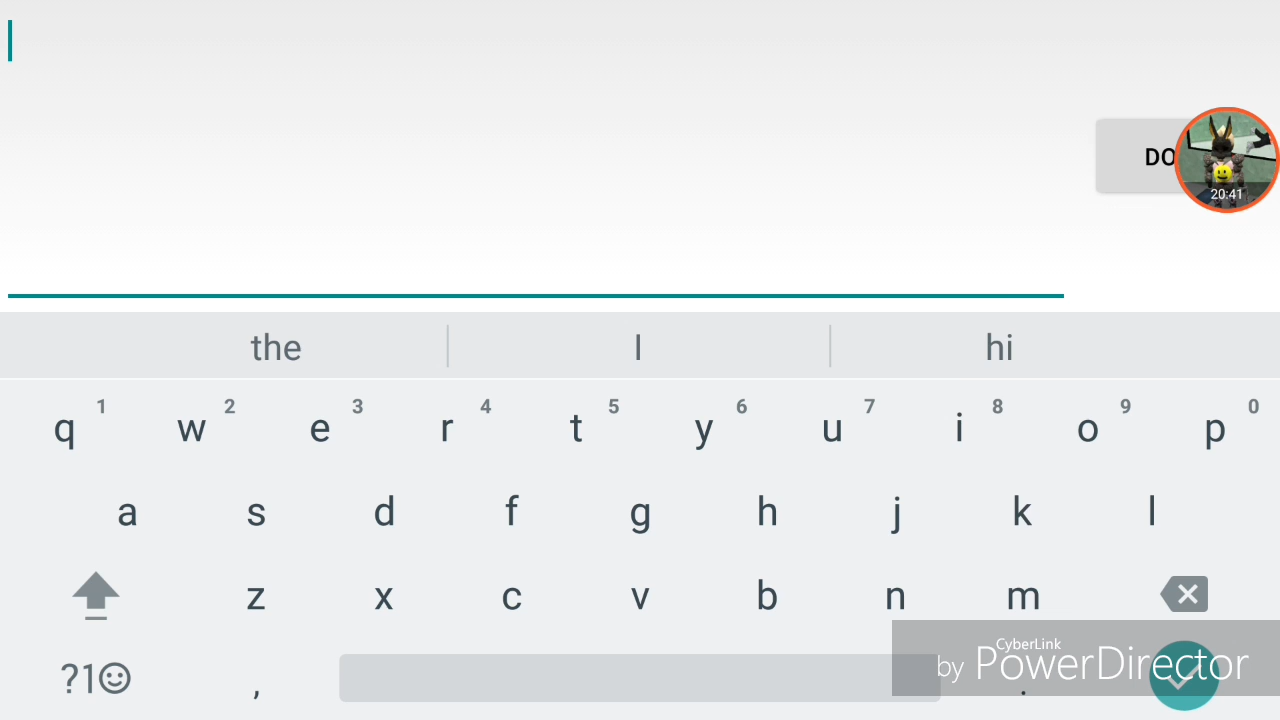 DO
20:41
the I hi
1 2 3 4 5 6 7 8 9 0
q w e r t y u i o p
a s d f g h j k l
z x c v b n m
?1 , .
CyberLink
by PowerDirector